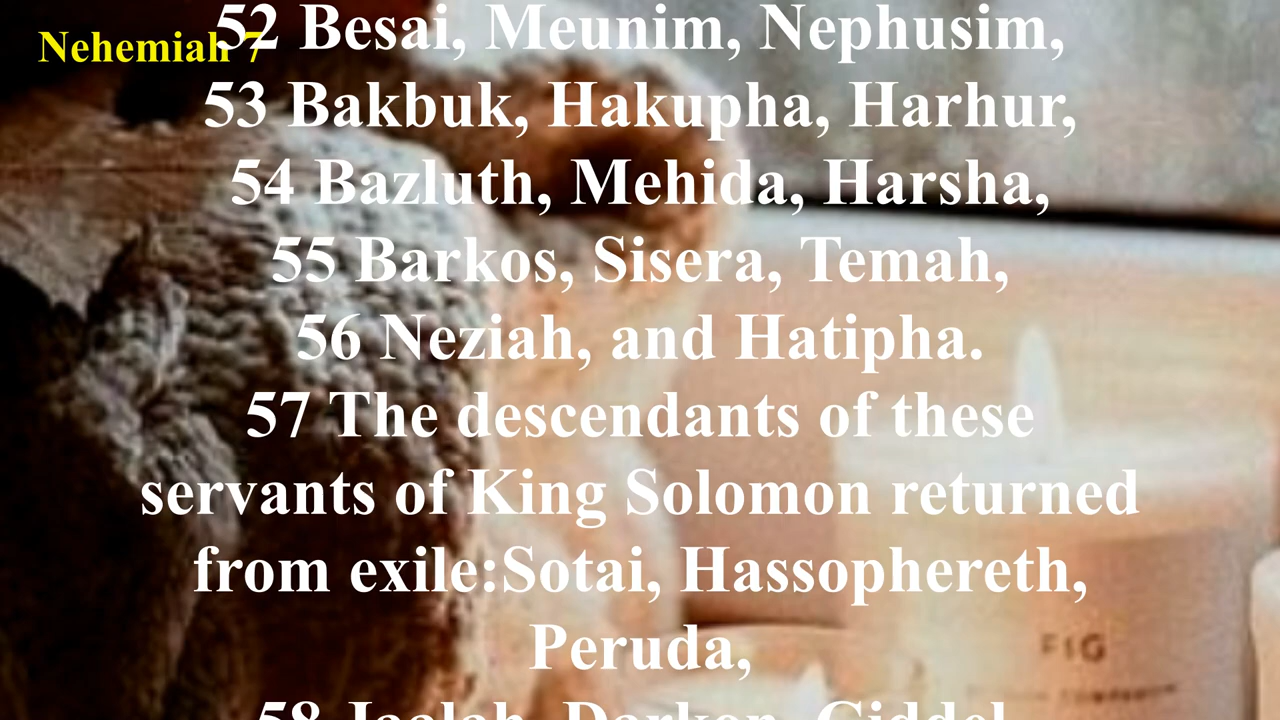 Nehemiah 7
52 Besai, Meunim, Nephusim,
53 Bakbuk, Hakupha, Harhur,
54 Bazluth, Mehida, Harsha,
55 Barkos, Sisera, Temah,
56 Neziah, and Hatipha.
57 The descendants of these
servants of King Solomon returned
from exile:Sotai, Hassophereth,
Peruda,
58 Jaalah, Darkon, Giddel,
FIG